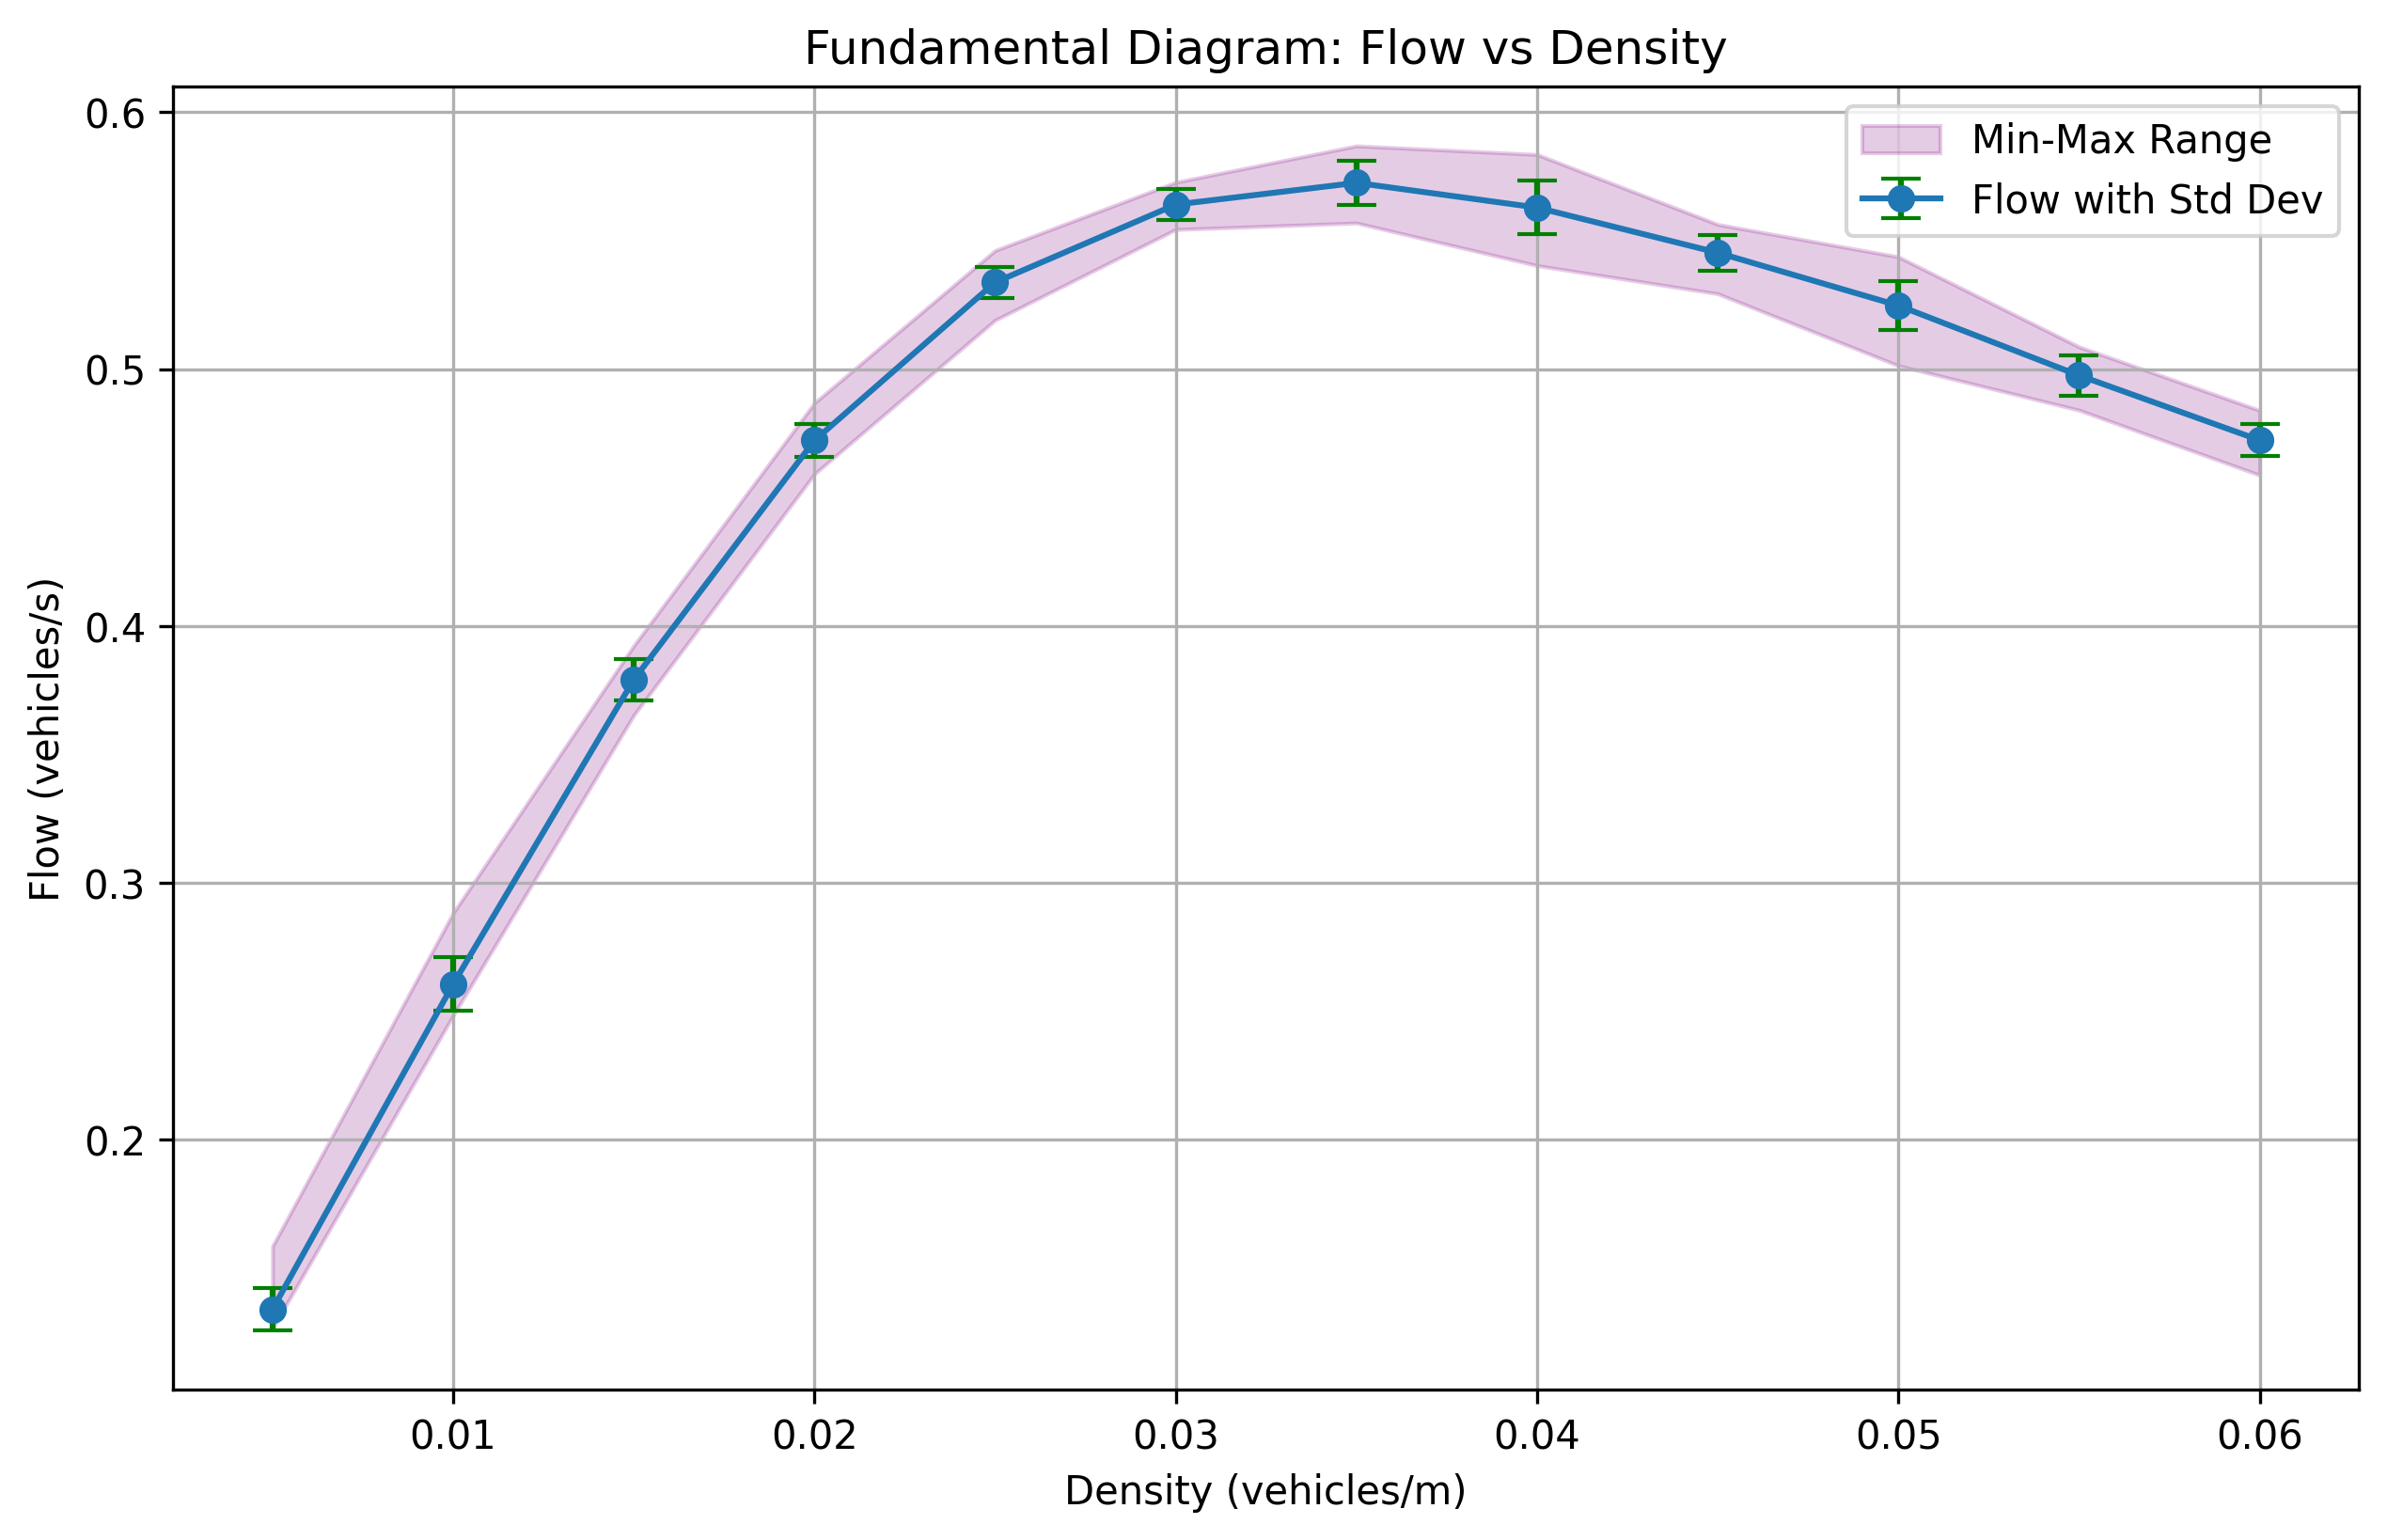 Fundamental Diagram: Flow vs Density
Min-Max Range
Flow with Std Dev
Flow (vehicles/s)
0.6
0.5
0.4
0.3
0.2
0.01 0.02 0.03 0.04 0.05 0.06
Density (vehicles/m)